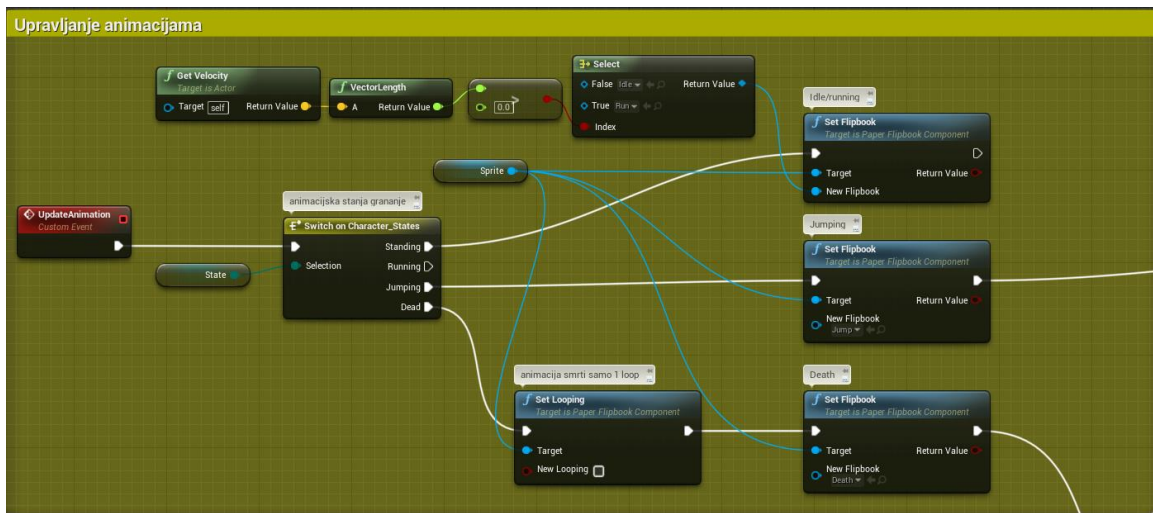 Upravljanje animacijama
Get Velocity
Target is Actor
Target self Return Value
VectorLength
A Return Value
>
0.0
Select
False Idle Return Value
True Run
Index
Idle/running
Set Flipbook
Target is Paper Flipbook Component
Target Return Value
New Flipbook
Sprite
animacijska stanja grananje
UpdateAnimation
Custom Event
Switch on Character_States
Standing
Selection Running
Jumping
Dead
State
Jumping
Set Flipbook
Target is Paper Flipbook Component
Target Return Value
New Flipbook
Jump
animacija smrti samo 1 loop
Set Looping
Target is Paper Flipbook Component
Target
New Looping
Death
Set Flipbook
Target is Paper Flipbook Component
Target Return Value
New Flipbook
Death